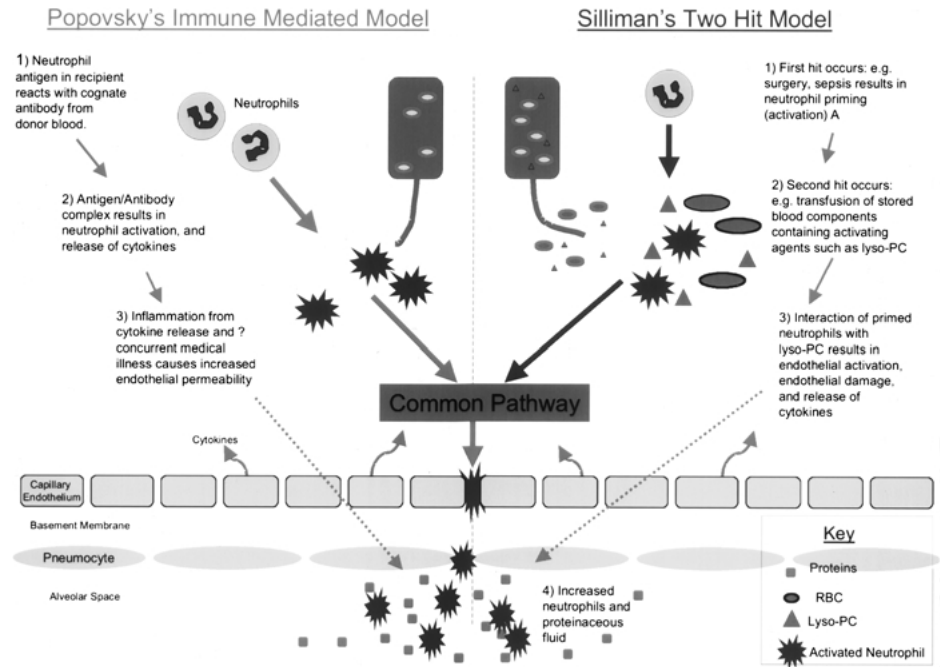 Popovsky's Immune Mediated Model
Silliman's Two Hit Model
1) Neutrophil
antigen in recipient
reacts with cognate
antibody from
donor blood.
2) Antigen/Antibody
complex results in
neutrophil activation, and
release of cytokines
3) Inflammation from
cytokine release and ?
concurrent medical
illness causes increased
endothelial permeability
Neutrophils
1) First hit occurs: e.g.
surgery, sepsis results in
neutrophil priming
(activation) A
2) Second hit occurs:
e.g. transfusion of stored
blood components
containing activating
agents such as lyso-PC
3) Interaction of primed
neutrophils with
lyso-PC results in
endothelial activation,
endothelial damage,
and release of
cytokines
Common Pathway
Cytokines
Capillary
Endothelium
Basement Membrane
Pneumocyte
Alveolar Space
4) Increased
neutrophils and
proteinaceous
fluid
Key
Proteins
RBC
Lyso-PC
Activated Neutrophil